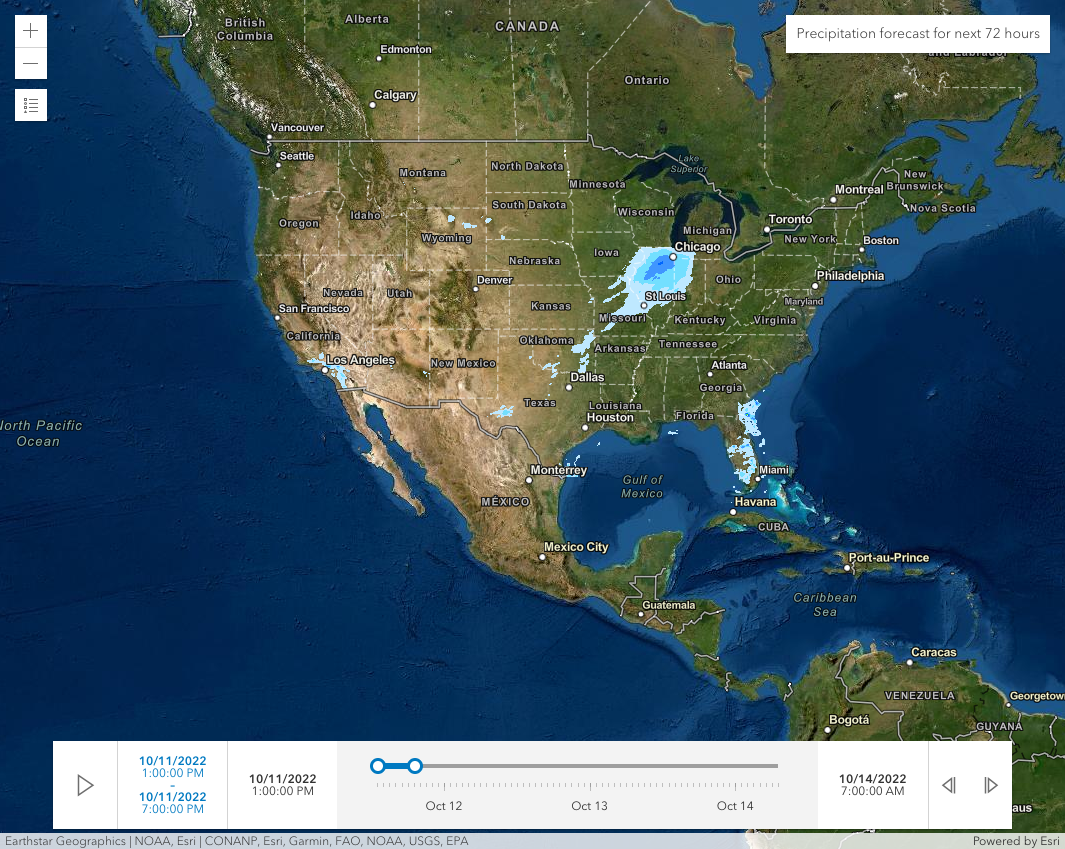 British
Columbia
Alberta
CANADA
Precipitation forecast for next 72 hours
and Labrador
Edmonton
Ontario
Calgary
Vancouver
Seattle
Lake
Superior
Montana
North Dakota
Minnesota
New
Brunswick
Montreal
Nova Scotia
South Dakota
Wisconsin
Oregon
Idaho
Toronto
Michigan
Wyoming
New York
Boston
Chicago
Iowa
Nebraska
Ohio
Philadelphia
Denver
Nevada
Utah
St Louis
Maryland
Kansas
San Francisco
Missouri
Kentucky
Virginia
California
Oklahoma
Arkansas
Tennessee
Los Angeles
New Mexico
Atlanta
Dallas
Georgia
Texas
Louisiana
Houston
Florida
North Pacific
Ocean
Monterrey
Miami
Gulf of
Mexico
MÉXICO
Havana
CUBA
Mexico City
Port-au-Prince
Caribbean
Sea
Guatemala
Caracas
VENEZUELA
Georgetown
Bogotá
GUYANA
10/11/2022
1:00:00 PM
–
10/11/2022
7:00:00 PM
10/11/2022
1:00:00 PM
Oct 12
Oct 13
Oct 14
10/14/2022
7:00:00 AM
aus
Earthstar Geographics | NOAA, Esri | CONANP, Esri, Garmin, FAO, NOAA, USGS, EPA
Powered by Esri